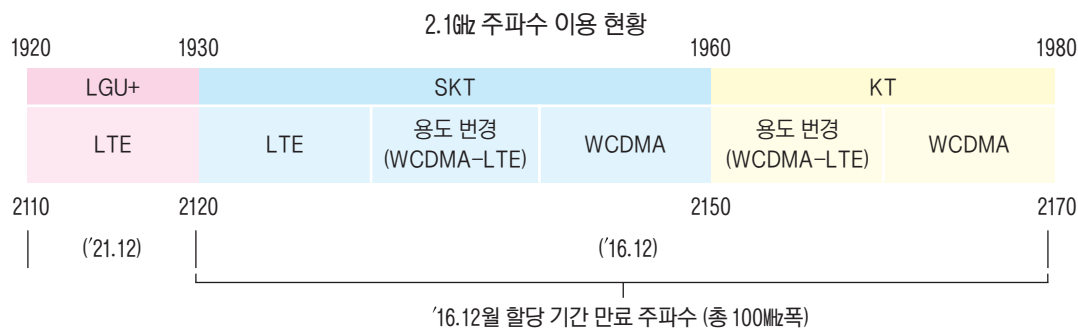 2.1㎓ 주파수 이용 현황
1920 1930 1960 1980
LGU+ SKT KT
LTE LTE 용도 변경 WCDMA 용도 변경 WCDMA
(WCDMA-LTE) (WCDMA-LTE)
2110 2120 2150 2170
('21.12) ('16.12)
'16.12월 할당 기간 만료 주파수 (총 100㎒폭)